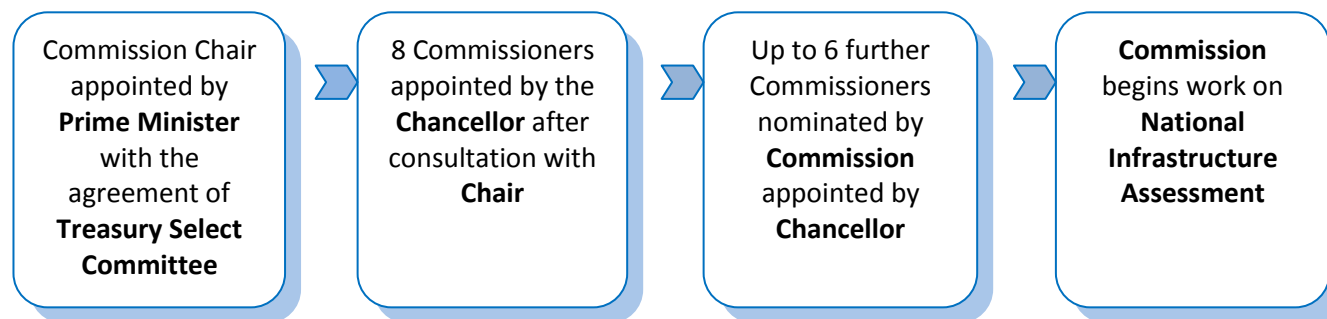 Commission Chair
appointed by
Prime Minister
with the
agreement of
Treasury Select
Committee
8 Commissioners
appointed by the
Chancellor after
consultation with
Chair
Up to 6 further
Commissioners
nominated by
Commission
appointed by
Chancellor
Commission
begins work on
National
Infrastructure
Assessment